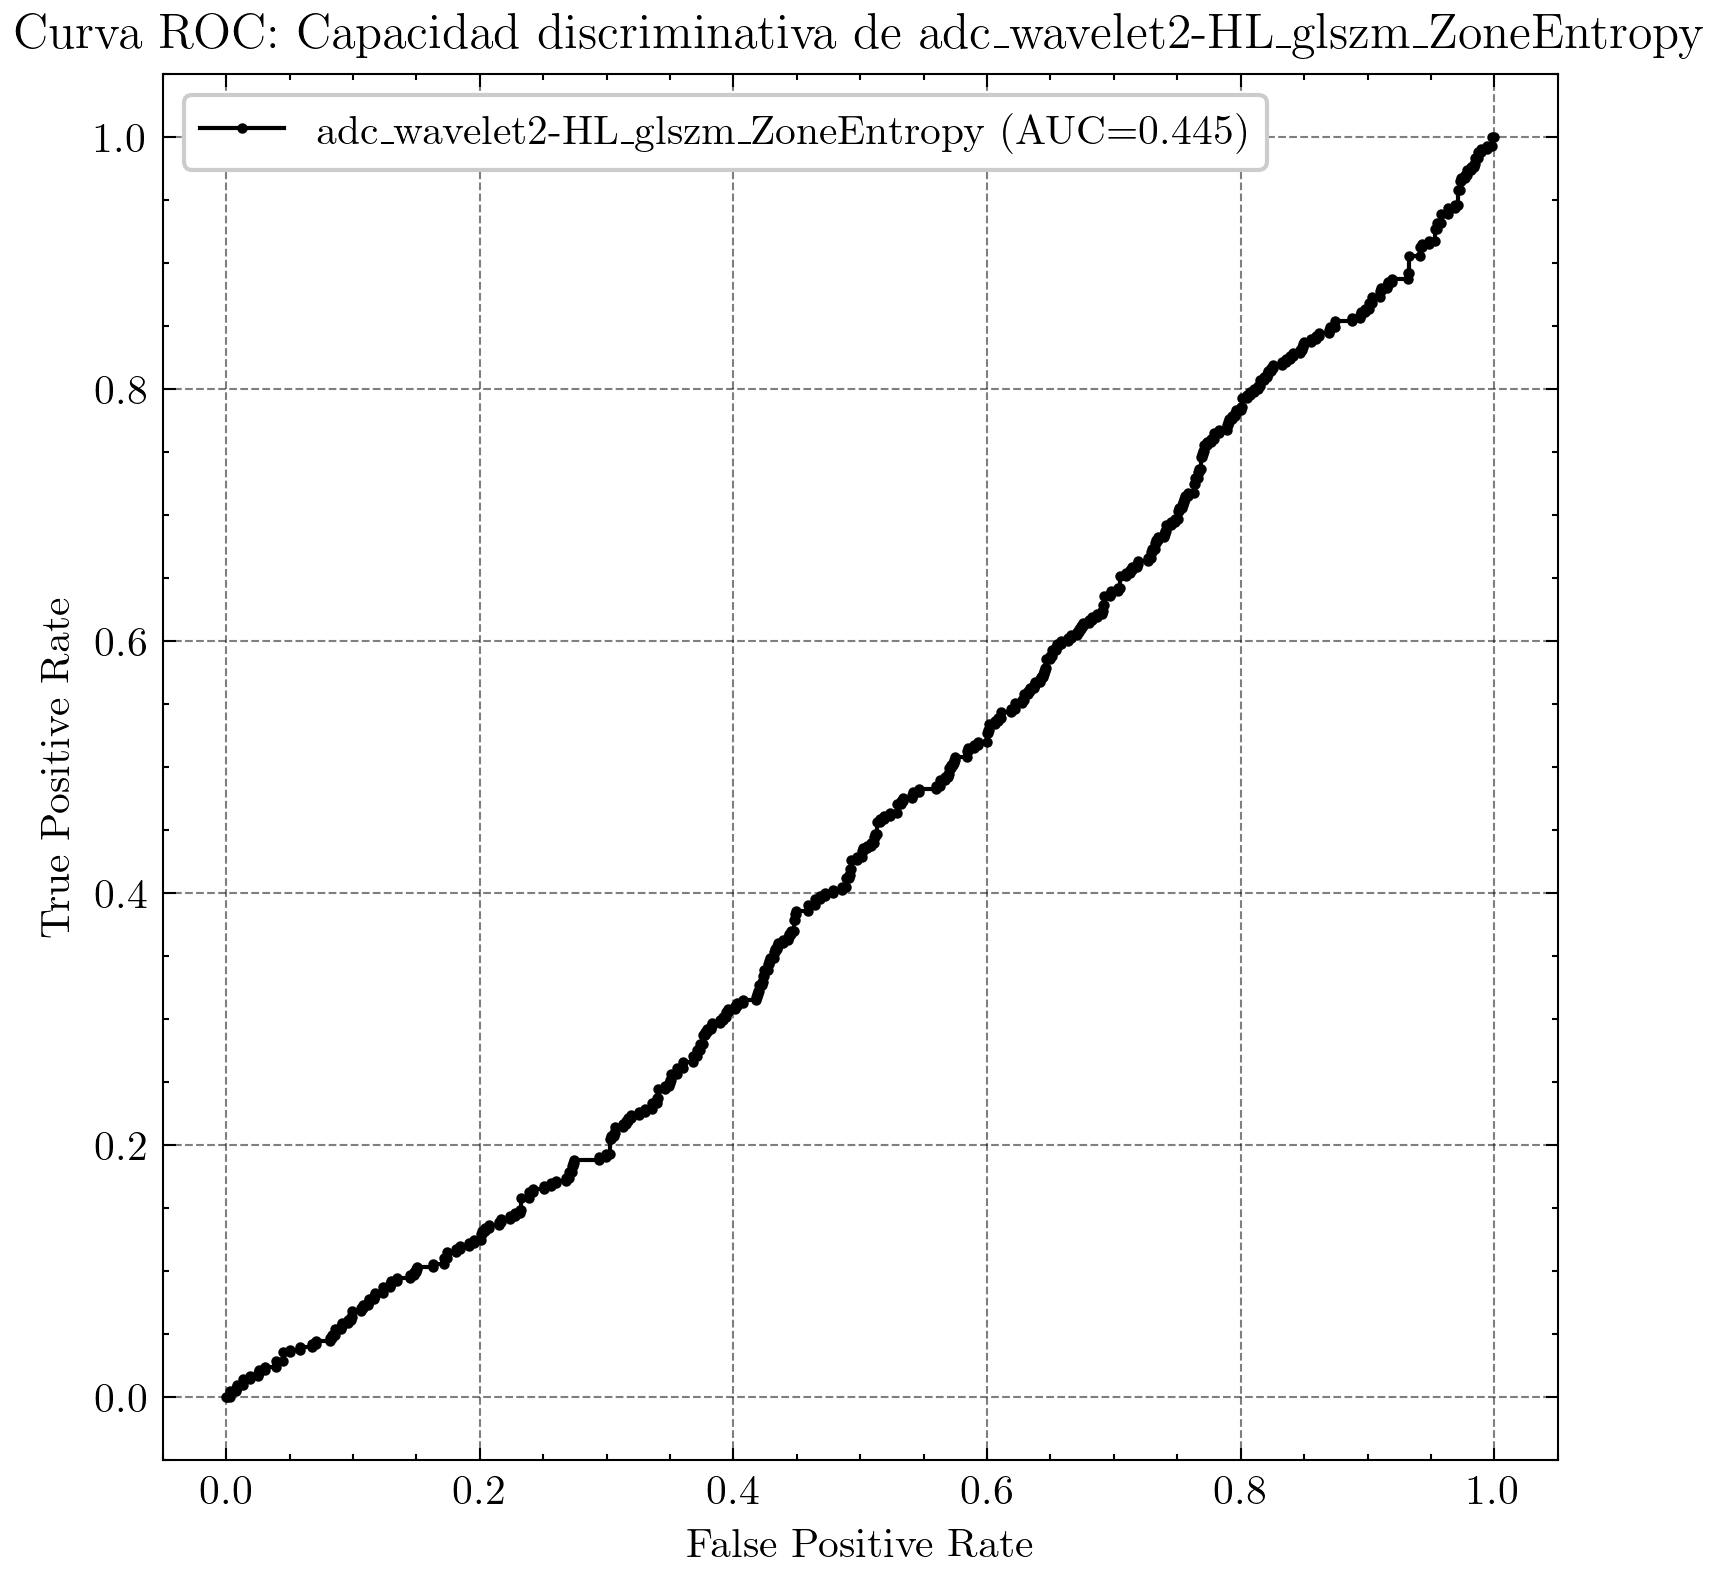 Curva ROC: Capacidad discriminativa de adc_wavelet2-HL_glszm_ZoneEntropy
adc_wavelet2-HL_glszm_ZoneEntropy (AUC=0.445)
1.0
0.8
0.6
0.4
0.2
0.0
True Positive Rate
0.0 0.2 0.4 0.6 0.8 1.0
False Positive Rate